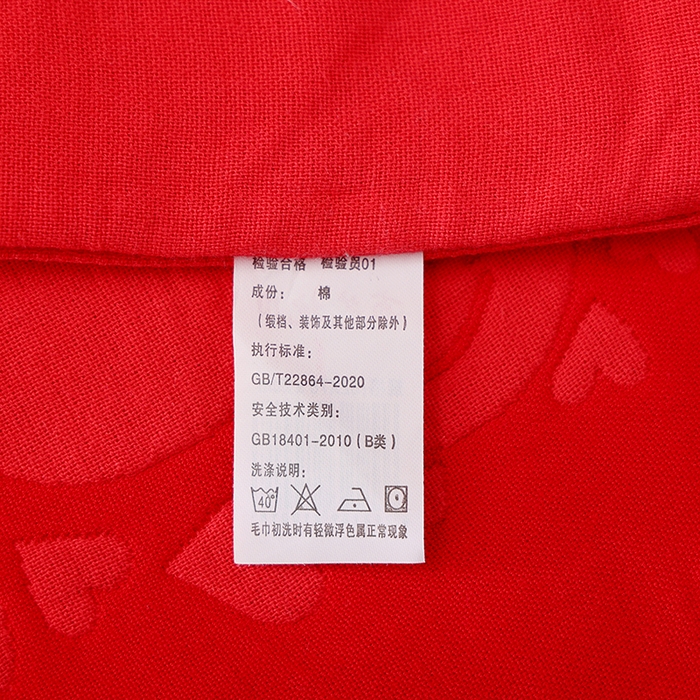 检验合格 检验员01
成份： 棉
（缎档、装饰及其他部分除外）
执行标准：
GB/T22864-2020
安全技术类别：
GB18401-2010（B类）
洗涤说明：
40°
毛巾初洗时有轻微浮色属正常现象